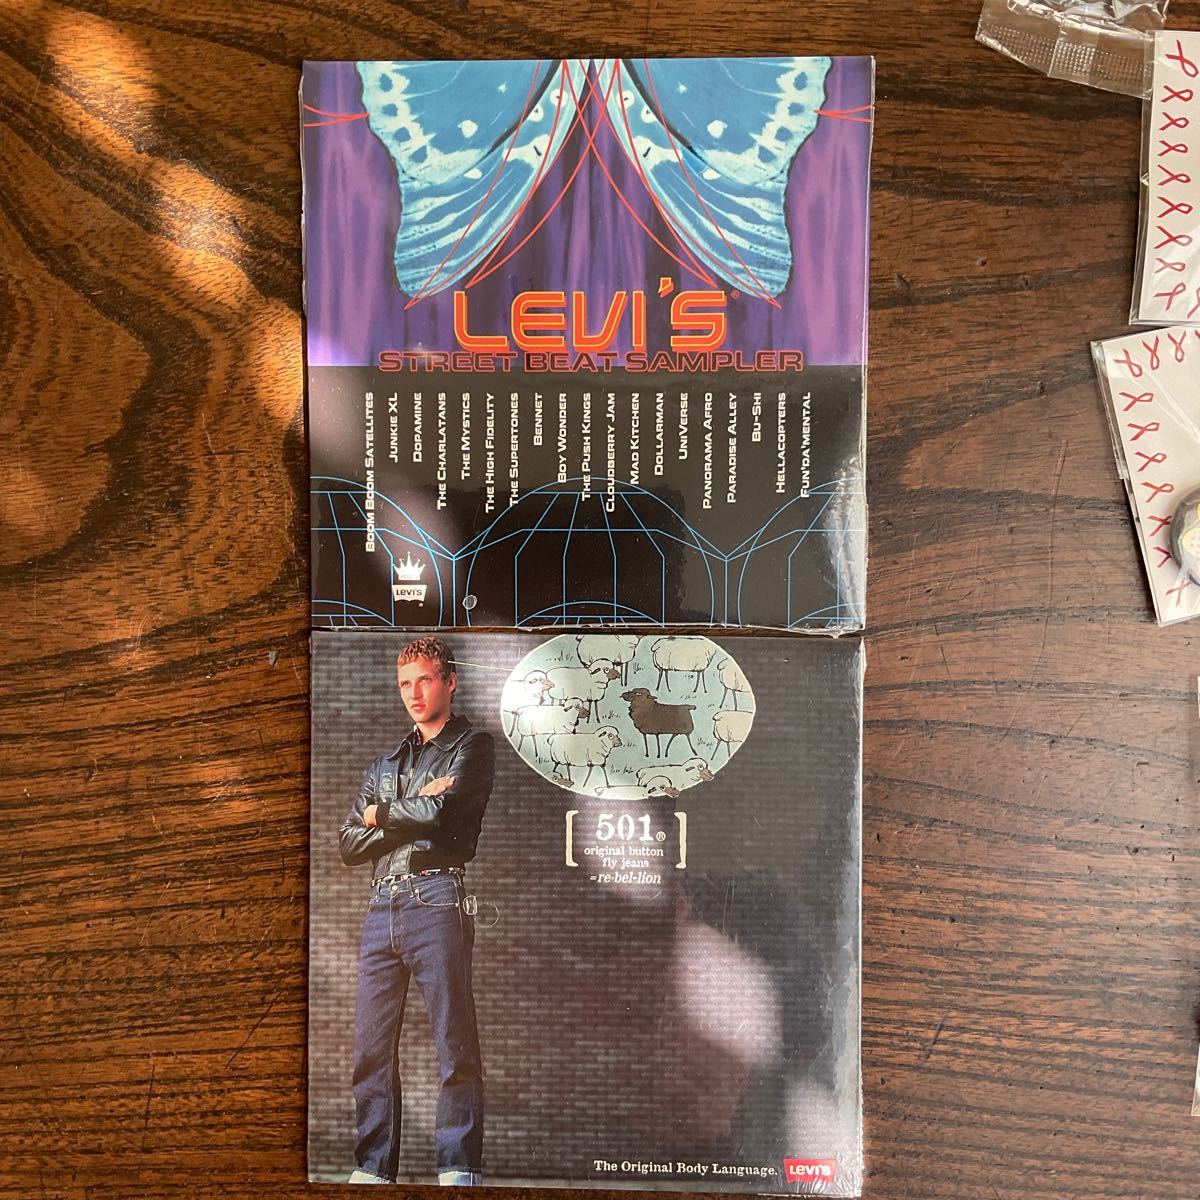 LEVI'S®
STREET BEAT SAMPLER
BOOM BOOM SATELLITES
JUNKIE XL
DOPAMINE
THE CHARLATANS
THE MYSTICS
THE HIGH FIDELITY
THE SUPERTONES
BENNET
BOY WONDER
THE PUSH KINGS
CLOUDBERRY JAM
MAD KITCHEN
DOLLARMAN
UNIVERSE
PANORAMA AFRO
PARADISE ALLEY
BU-SHI
HELLACOPTERS
FUN'DA'MENTAL
LEVI'S®
[ 501® ]
original button
fly jeans
=re·bel·lion
The Original Body Language.
LEVI'S